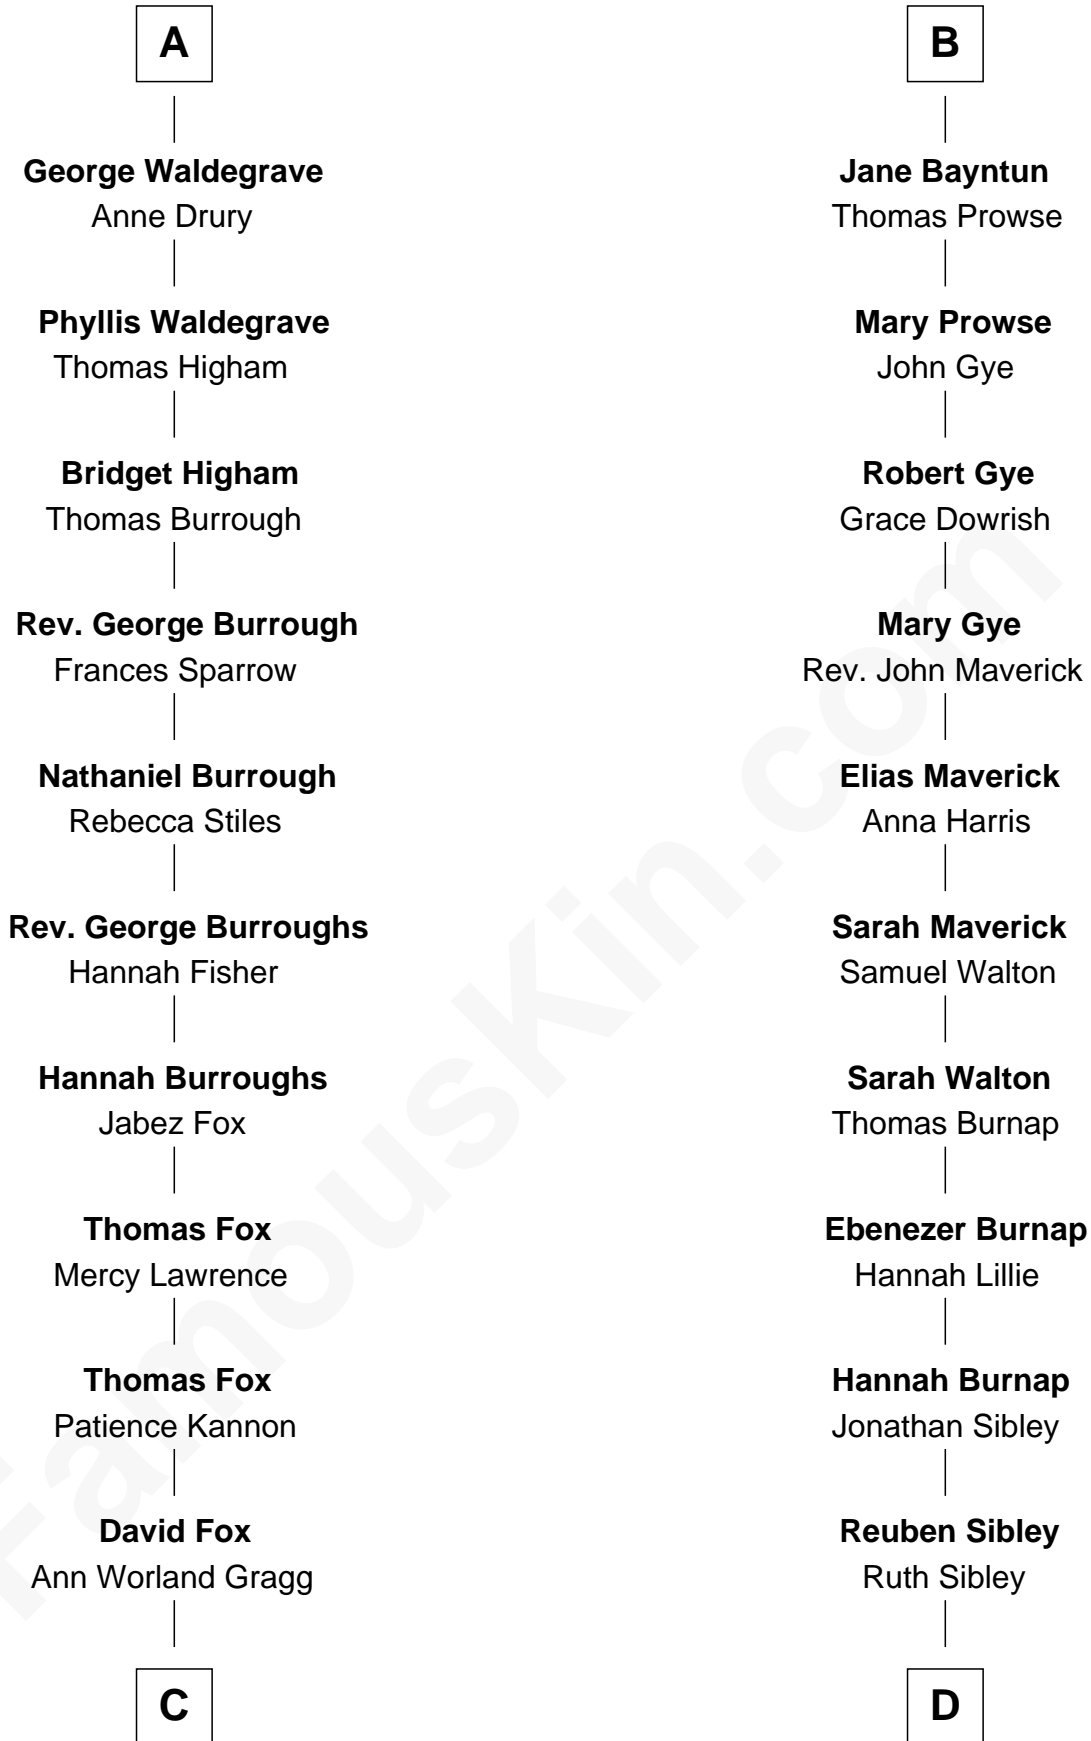 A
George Waldegrave
Anne Drury
Phyllis Waldegrave
Thomas Higham
Bridget Higham
Thomas Burrough
Rev. George Burrough
Frances Sparrow
Nathaniel Burrough
Rebecca Stiles
Rev. George Burroughs
Hannah Fisher
Hannah Burroughs
Jabez Fox
Thomas Fox
Mercy Lawrence
Thomas Fox
Patience Kannon
David Fox
Ann Worland Gragg
C
B
Jane Bayntun
Thomas Prowse
Mary Prowse
John Gye
Robert Gye
Grace Dowrish
Mary Gye
Rev. John Maverick
Elias Maverick
Anna Harris
Sarah Maverick
Samuel Walton
Sarah Walton
Thomas Burnap
Ebenezer Burnap
Hannah Lillie
Hannah Burnap
Jonathan Sibley
Reuben Sibley
Ruth Sibley
D
FamousKin.com